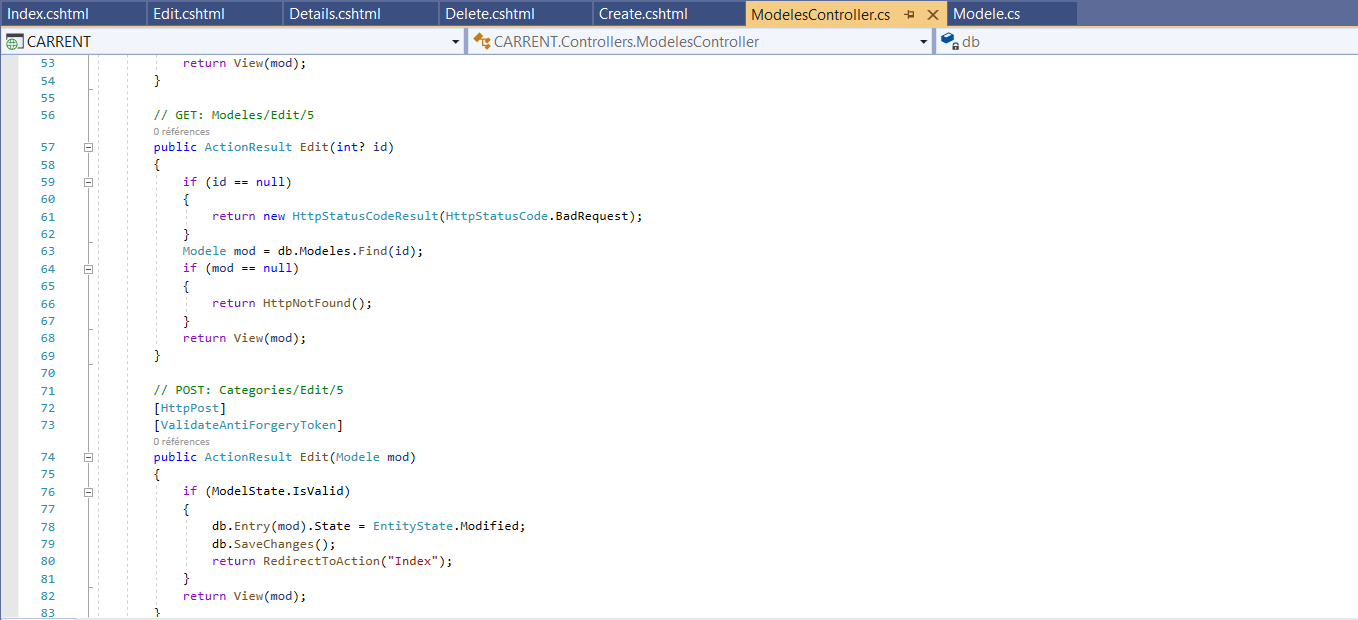 Index.cshtml Edit.cshtml Details.cshtml Delete.cshtml Create.cshtml ModelesController.cs Modele.cs
CARRENT CARRENT.Controllers.ModelesController db
53 return View(mod);
54 }
55
56 // GET: Modeles/Edit/5
0 références
57 public ActionResult Edit(int? id)
58 {
59 if (id == null)
60 {
61 return new HttpStatusCodeResult(HttpStatusCode.BadRequest);
62 }
63 Modele mod = db.Modeles.Find(id);
64 if (mod == null)
65 {
66 return HttpNotFound();
67 }
68 return View(mod);
69 }
70
71 // POST: Categories/Edit/5
72 [HttpPost]
73 [ValidateAntiForgeryToken]
0 références
74 public ActionResult Edit(Modele mod)
75 {
76 if (ModelState.IsValid)
77 {
78 db.Entry(mod).State = EntityState.Modified;
79 db.SaveChanges();
80 return RedirectToAction("Index");
81 }
82 return View(mod);
83 }